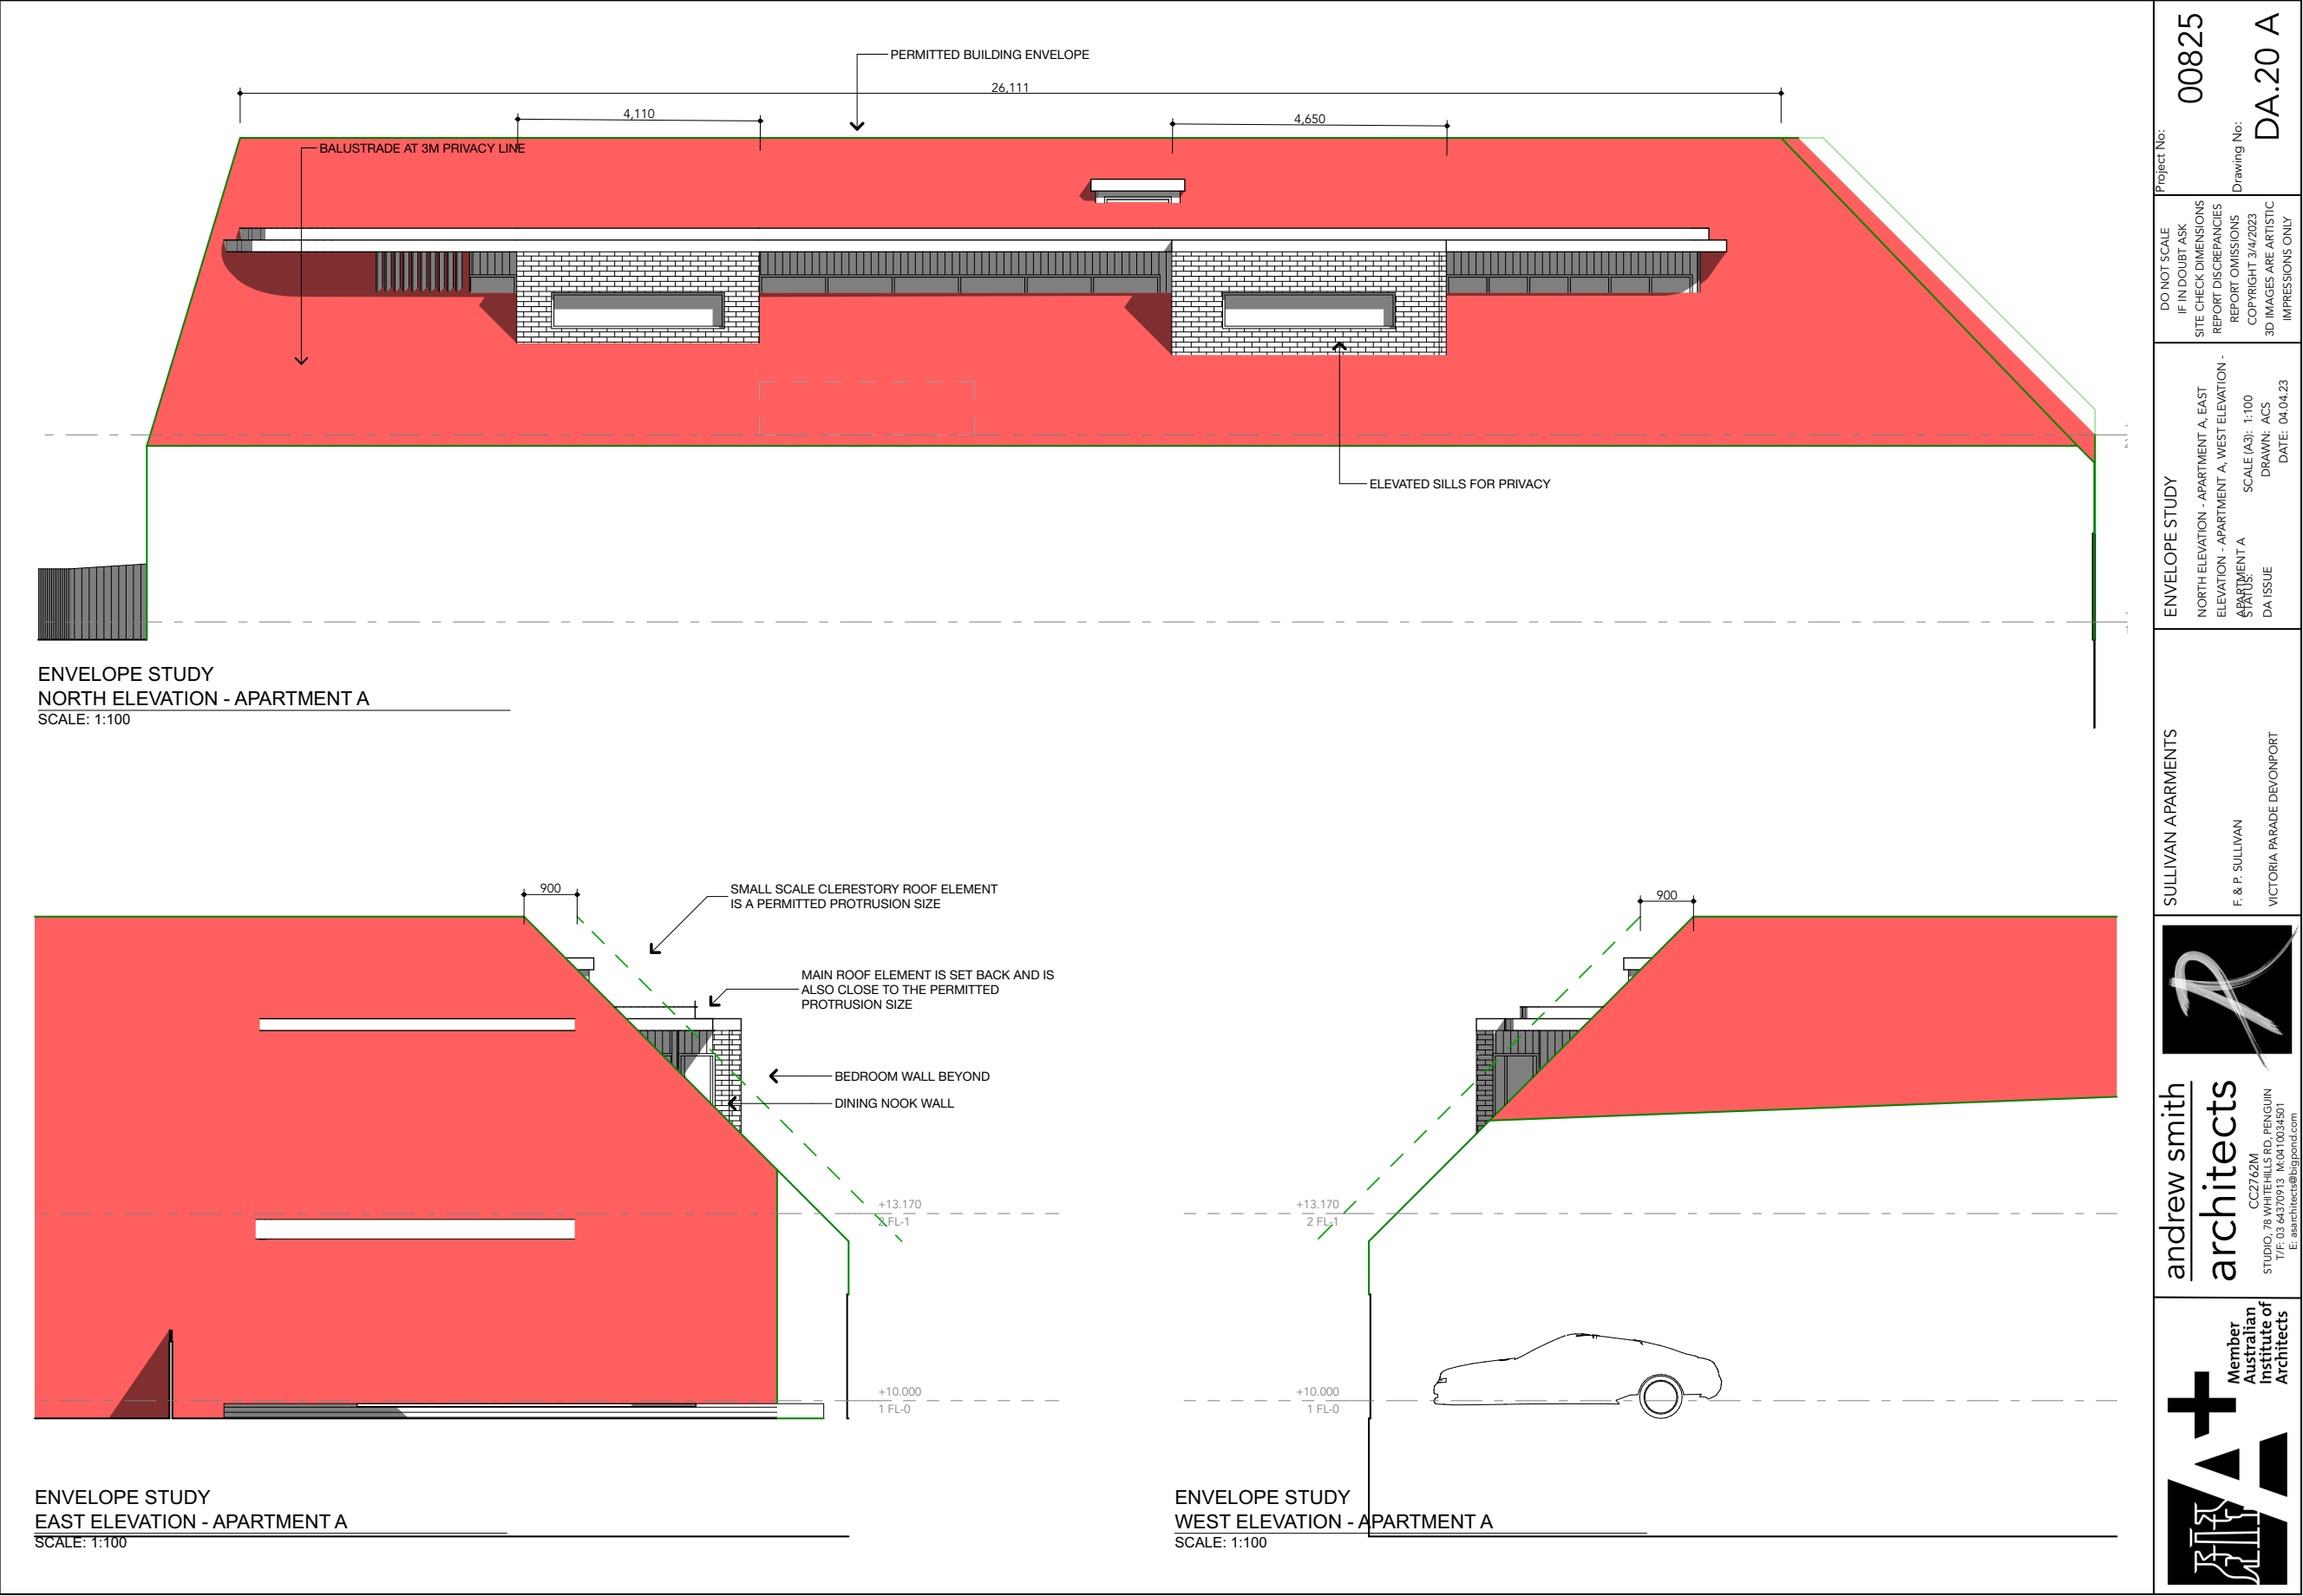 PERMITTED BUILDING ENVELOPE
26,111
4,110
4,650
BALUSTRADE AT 3M PRIVACY LINE
ELEVATED SILLS FOR PRIVACY
ENVELOPE STUDY
NORTH ELEVATION - APARTMENT A
SCALE: 1:100
900
SMALL SCALE CLERESTORY ROOF ELEMENT
IS A PERMITTED PROTRUSION SIZE
MAIN ROOF ELEMENT IS SET BACK AND IS
ALSO CLOSE TO THE PERMITTED
PROTRUSION SIZE
BEDROOM WALL BEYOND
DINING NOOK WALL
+13.170
2 FL-1
+10.000
1 FL-0
ENVELOPE STUDY
EAST ELEVATION - APARTMENT A
SCALE: 1:100
900
+13.170
2 FL-1
+10.000
1 FL-0
ENVELOPE STUDY
WEST ELEVATION - APARTMENT A
SCALE: 1:100
Project No:
00825
Drawing No:
DA.20 A
DO NOT SCALE
IF IN DOUBT ASK
SITE CHECK DIMENSIONS
REPORT DISCREPANCIES
REPORT OMISSIONS
COPYRIGHT 3/4/2023
3D IMAGES ARE ARTISTIC
IMPRESSIONS ONLY
ENVELOPE STUDY
NORTH ELEVATION - APARTMENT A, EAST
ELEVATION - APARTMENT A, WEST ELEVATION -
APARTMENT A
STATUS:
SCALE (A3): 1:100
DA ISSUE
DRAWN: ACS
DATE: 04.04.23
SULLIVAN APARMENTS
F. & P. SULLIVAN
VICTORIA PARADE DEVONPORT
andrew smith
architects
CC2762M
STUDIO, 78 WHITEHILLS RD, PENGUIN
T/F: 03 64370913 M:0410034501
E: asarchitects@bigpond.com
Member
Australian
Institute of
Architects
A+